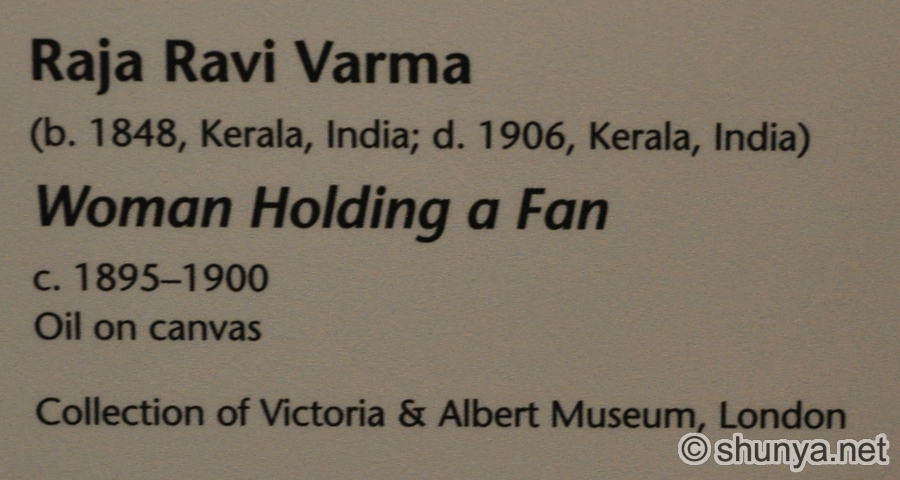 Raja Ravi Varma
(b. 1848, Kerala, India; d. 1906, Kerala, India)
Woman Holding a Fan
c. 1895–1900
Oil on canvas
Collection of Victoria & Albert Museum, London
© shunya.net